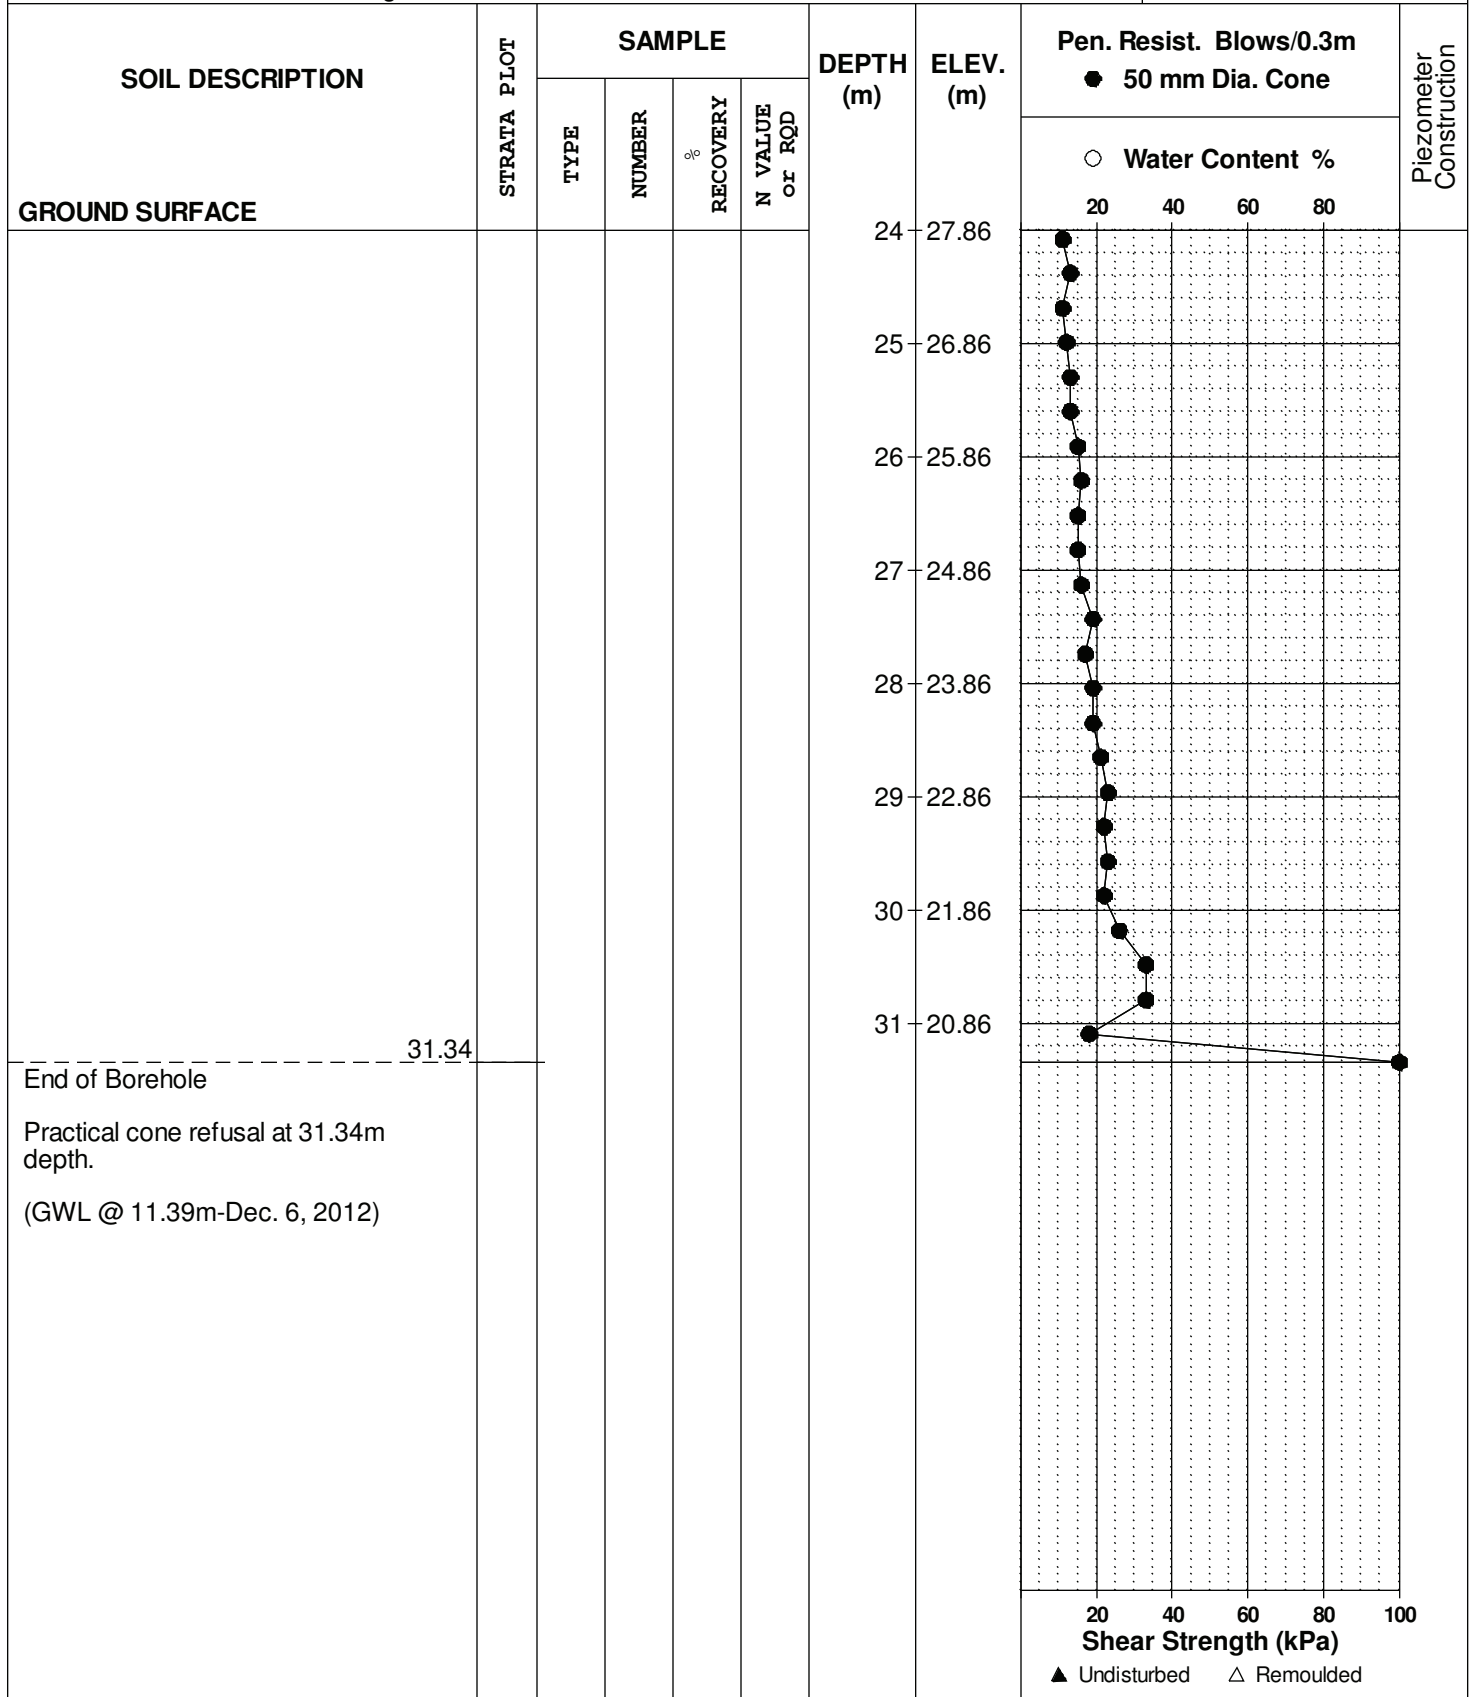 SOIL DESCRIPTION
GROUND SURFACE
STRATA PLOT
SAMPLE
TYPE
NUMBER
%
RECOVERY
N VALUE
or RQD
DEPTH
(m)
ELEV.
(m)
Pen. Resist. Blows/0.3m
● 50 mm Dia. Cone
○ Water Content %
20 40 60 80
Piezometer
Construction
24 27.86
25 26.86
26 25.86
27 24.86
28 23.86
29 22.86
30 21.86
31 20.86
31.34
End of Borehole
Practical cone refusal at 31.34m
depth.
(GWL @ 11.39m-Dec. 6, 2012)
20 40 60 80 100
Shear Strength (kPa)
▲ Undisturbed △ Remoulded